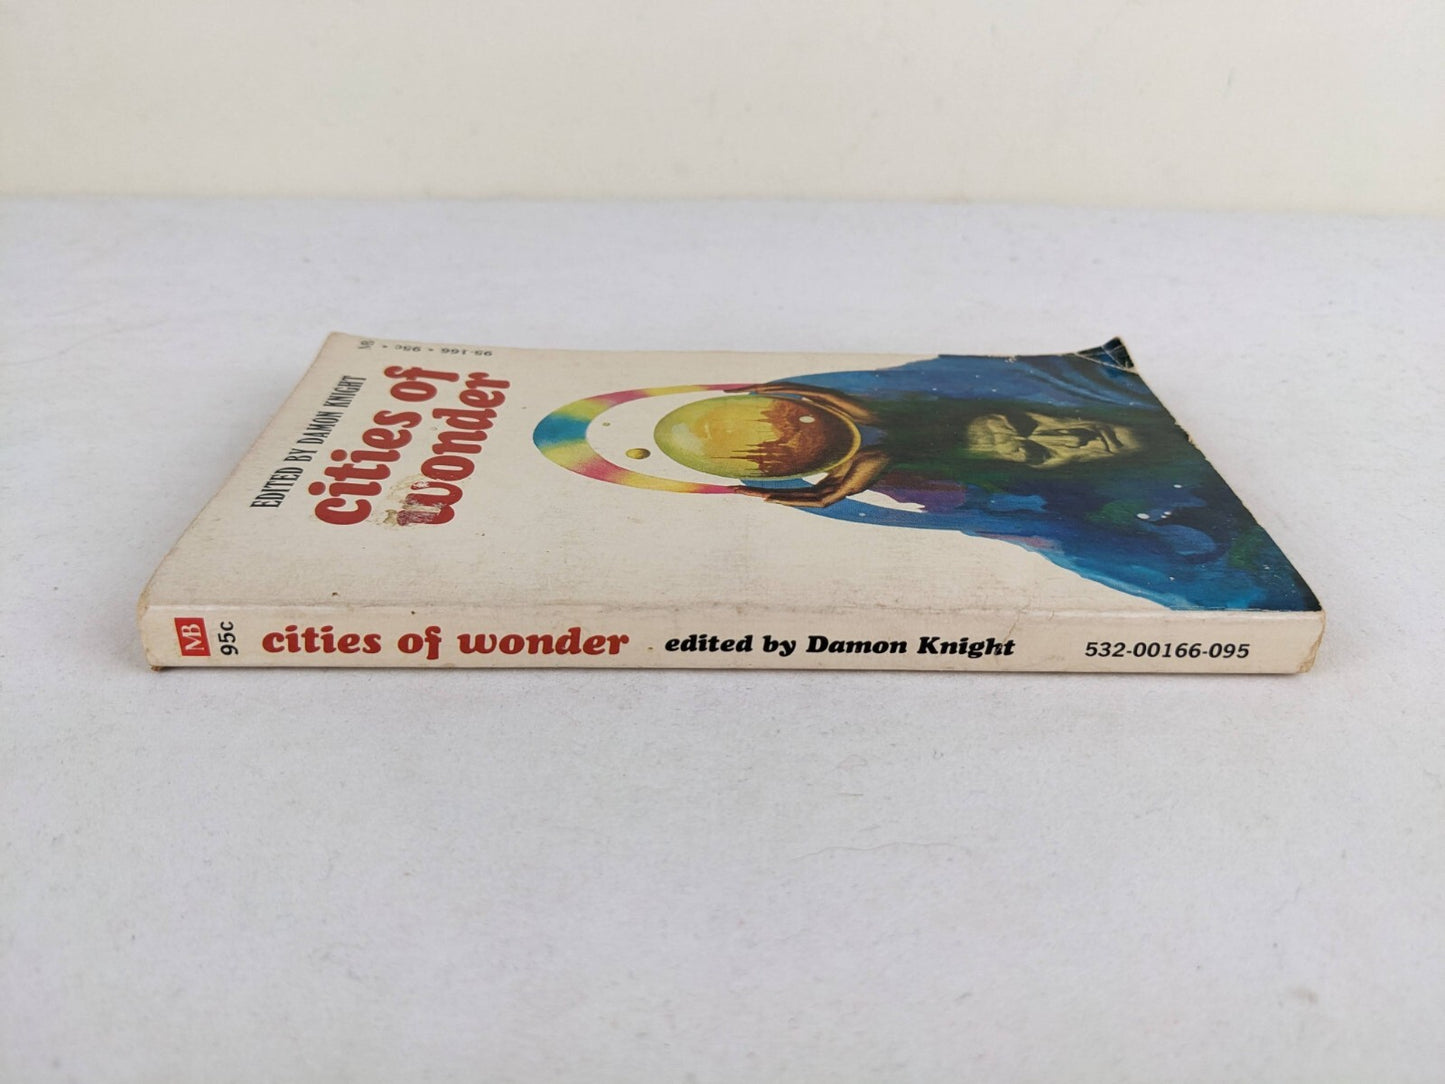 95-166 • 95c •
EDITED BY DAMON KNIGHT
cities of
wonder
MB
95c
cities of wonder
edited by Damon Knight
532-00166-095